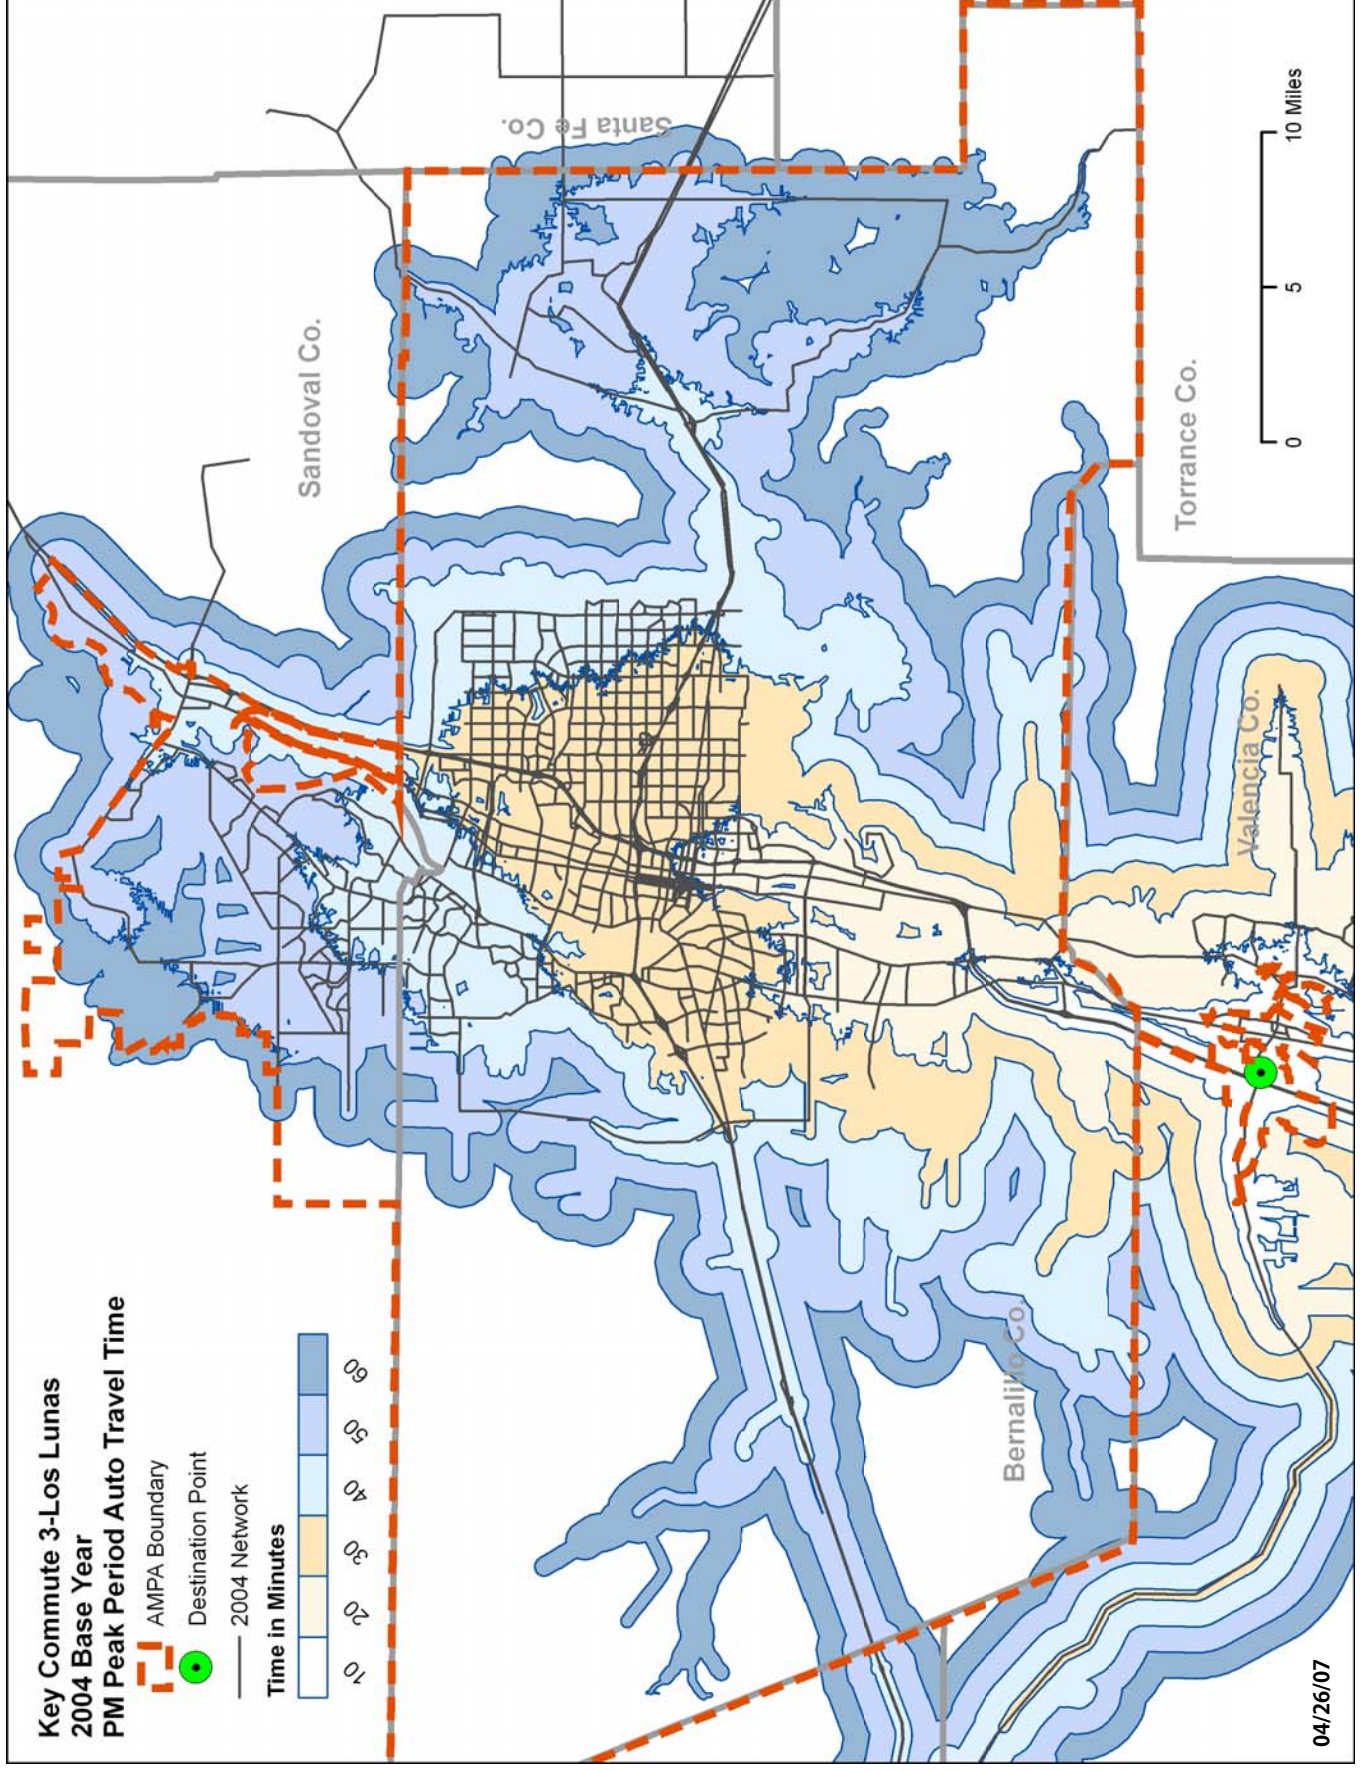 Key Commute 3-Los Lunas
2004 Base Year
PM Peak Period Auto Travel Time
AMPA Boundary
Destination Point
2004 Network
Time in Minutes
10
20
30
40
50
60
Sandoval Co.
Santa Fe Co.
Torrance Co.
Valencia Co.
Bernalillo Co.
0
5
10 Miles
04/26/07